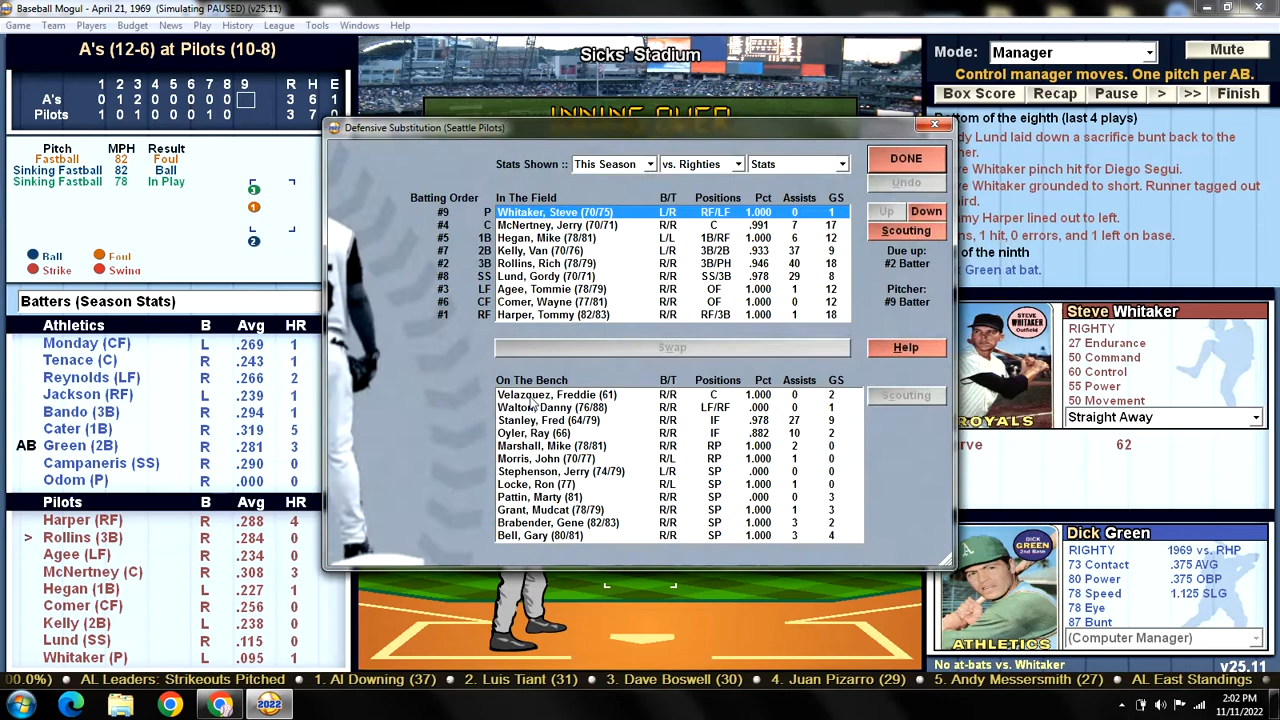 Baseball Mogul - April 21, 1969 (Simulating PAUSED) (v25.11)
Game Team Players Budget News Play History League Tools Windows Help
A's (12-6) at Pilots (10-8)
1 2 3 4 5 6 7 8 9 R H E
A's 0 1 2 0 0 0 0 0 3 6 1
Pilots 1 0 1 0 0 0 1 0 3 7 0
Pitch MPH Result
Fastball 82 Foul
Sinking Fastball 82 Ball
Sinking Fastball 78 In Play
3
1
2
Ball Foul
Strike Swing
Batters (Season Stats)
Athletics B Avg HR
Monday (CF) L .269 1
Tenace (C) R .243 1
Reynolds (LF) R .266 2
Jackson (RF) L .239 1
Bando (3B) R .294 1
Cater (1B) R .319 5
AB Green (2B) R .281 3
Campaneris (SS) R .290 0
Odom (P) R .000 0
Pilots B Avg HR
Harper (RF) R .288 4
> Rollins (3B) R .284 0
Agee (LF) R .234 0
McNertney (C) R .308 3
Hegan (1B) L .227 1
Comer (CF) R .256 0
Kelly (2B) L .238 0
Lund (SS) R .115 0
Whitaker (P) L .095 1
Sicks' Stadium
INNING OVER
Defensive Substitution (Seattle Pilots)
Stats Shown :: This Season vs. Righties Stats
DONE
Undo
Batting Order In The Field B/T Positions Pct Assists GS
#9 P Whitaker, Steve (70/75) L/R RF/LF 1.000 0 1
#4 C McNertney, Jerry (70/71) R/R C .991 7 17
#5 1B Hegan, Mike (78/81) L/L 1B/RF 1.000 6 12
#7 2B Kelly, Van (70/76) L/R 3B/2B .933 37 9
#2 3B Rollins, Rich (78/79) R/R 3B/PH .946 40 18
#8 SS Lund, Gordy (70/71) R/R SS/3B .978 29 8
#3 LF Agee, Tommie (78/79) R/R OF 1.000 1 12
#6 CF Comer, Wayne (77/81) R/R OF 1.000 0 12
#1 RF Harper, Tommy (82/83) R/R RF/3B 1.000 1 18
Up Down
Scouting
Due up:
#2 Batter
Pitcher:
#9 Batter
Swap
Help
On The Bench B/T Positions Pct Assists GS
Velazquez, Freddie (61) R/R C 1.000 0 2
Walton, Danny (76/88) R/R LF/RF .000 0 1
Stanley, Fred (64/79) R/R IF .978 27 9
Oyler, Ray (66) R/R IF .882 10 2
Marshall, Mike (78/81) R/R RP 1.000 2 0
Morris, John (70/77) R/L RP 1.000 1 0
Stephenson, Jerry (74/79) L/R SP .000 0 0
Locke, Ron (77) R/L SP 1.000 1 0
Pattin, Marty (81) R/R SP .000 0 3
Grant, Mudcat (78/79) R/R SP 1.000 1 3
Brabender, Gene (82/83) R/R SP 1.000 3 2
Bell, Gary (80/81) R/R SP 1.000 3 4
Scouting
Mode: Manager
Mute
Control manager moves. One pitch per AB.
Box Score Recap Pause > >> Finish
Bottom of the eighth (last 4 plays)
dy Lund laid down a sacrifice bunt back to the
her.
ve Whitaker pinch hit for Diego Segui.
ve Whitaker grounded to short. Runner tagged out
hird.
my Harper lined out to left.
ns, 1 hit, 0 errors, and 1 left on base.
of the ninth
Green at bat.
STEVE WHITAKER
Outfield
ROYALS
Steve Whitaker
RIGHTY
27 Endurance
50 Command
60 Control
55 Power
50 Movement
Straight Away
rve 62
DICK GREEN
2nd Base
ATHLETICS
Dick Green
RIGHTY 1969 vs. RHP
73 Contact .375 AVG
80 Power .375 OBP
78 Speed 1.125 SLG
78 Eye
87 Bunt
(Computer Manager)
No at-bats vs. Whitaker v25.11
00.0%) AL Leaders: Strikeouts Pitched 1. Al Downing (37) 2. Luis Tiant (31) 3. Dave Boswell (30) 4. Juan Pizarro (29) 5. Andy Messersmith (27) AL East Standings
2022
2:02 PM
11/11/2022